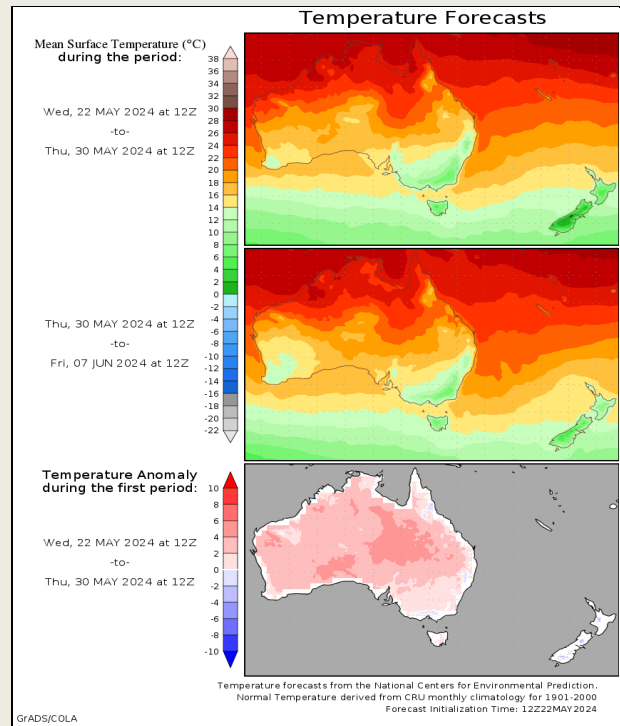 Temperature Forecasts
Mean Surface Temperature (°C)
during the period:
38
36
34
32
30
28
26
24
22
20
18
16
14
12
10
8
6
4
2
0
-2
-4
-6
-8
-10
-12
-14
-16
-18
-20
-22
Wed, 22 MAY 2024 at 12Z
-to-
Thu, 30 MAY 2024 at 12Z
Thu, 30 MAY 2024 at 12Z
-to-
Fri, 07 JUN 2024 at 12Z
Temperature Anomaly
during the first period:
10
8
6
4
2
0
-2
-4
-6
-8
-10
Wed, 22 MAY 2024 at 12Z
-to-
Thu, 30 MAY 2024 at 12Z
Temperature forecasts from the National Centers for Environmental Prediction.
Normal Temperature derived from CRU monthly climatology for 1901-2000
Forecast Initialization Time: 12Z22MAY2024
GrADS/COLA